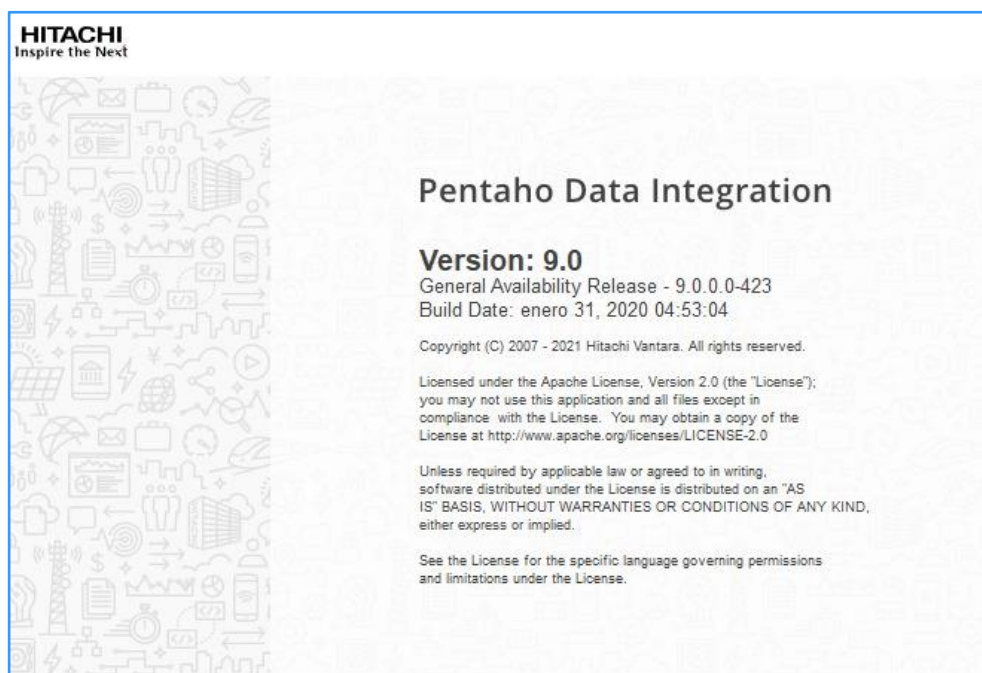 HITACHI
Inspire the Next
Pentaho Data Integration
Version: 9.0
General Availability Release - 9.0.0.0-423
Build Date: enero 31, 2020 04:53:04
Copyright (C) 2007 - 2021 Hitachi Vantara. All rights reserved.
Licensed under the Apache License, Version 2.0 (the "License");
you may not use this application and all files except in
compliance with the License. You may obtain a copy of the
License at http://www.apache.org/licenses/LICENSE-2.0
Unless required by applicable law or agreed to in writing,
software distributed under the License is distributed on an "AS
IS" BASIS, WITHOUT WARRANTIES OR CONDITIONS OF ANY KIND,
either express or implied.
See the License for the specific language governing permissions
and limitations under the License.